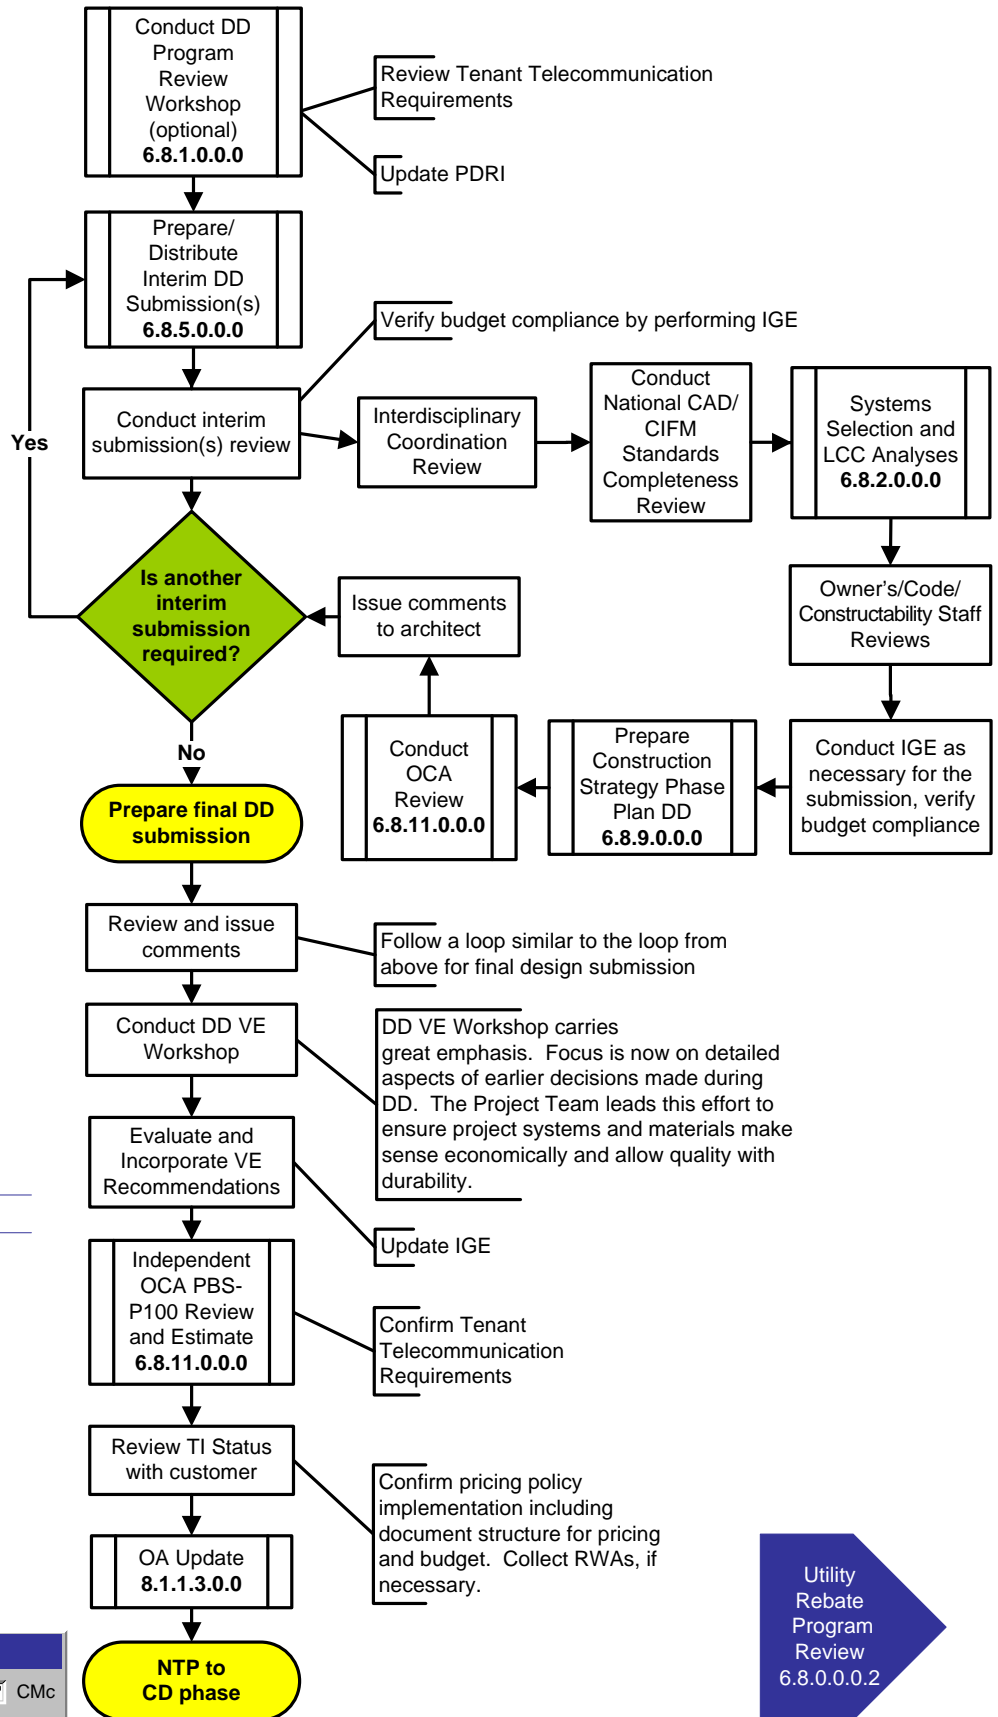 Conduct DD
Program
Review
Workshop
(optional)
6.8.1.0.0.0
Review Tenant Telecommunication
Requirements
Update PDRI
Prepare/
Distribute
Interim DD
Submission(s)
6.8.5.0.0.0
Verify budget compliance by performing IGE
Yes
Conduct interim
submission(s) review
Interdisciplinary
Coordination
Review
Conduct
National CAD/
CIFM
Standards
Completeness
Review
Systems
Selection and
LCC Analyses
6.8.2.0.0.0
Is another
interim
submission
required?
Issue comments
to architect
Owner's/Code/
Constructability Staff
Reviews
No
Conduct
OCA
Review
6.8.11.0.0.0
Prepare
Construction
Strategy Phase
Plan DD
6.8.9.0.0.0
Conduct IGE as
necessary for the
submission, verify
budget compliance
Prepare final DD
submission
Review and issue
comments
Follow a loop similar to the loop from
above for final design submission
Conduct DD VE
Workshop
DD VE Workshop carries
great emphasis.  Focus is now on detailed
aspects of earlier decisions made during
DD.  The Project Team leads this effort to
ensure project systems and materials make
sense economically and allow quality with
durability.
Evaluate and
Incorporate VE
Recommendations
Update IGE
Independent
OCA PBS-
P100 Review
and Estimate
6.8.11.0.0.0
Confirm Tenant
Telecommunication
Requirements
Review TI Status
with customer
Confirm pricing policy
implementation including
document structure for pricing
and budget.  Collect RWAs, if
necessary.
OA Update
8.1.1.3.0.0
NTP to
CD phase
Utility
Rebate
Program
Review
6.8.0.0.0.2
CMc